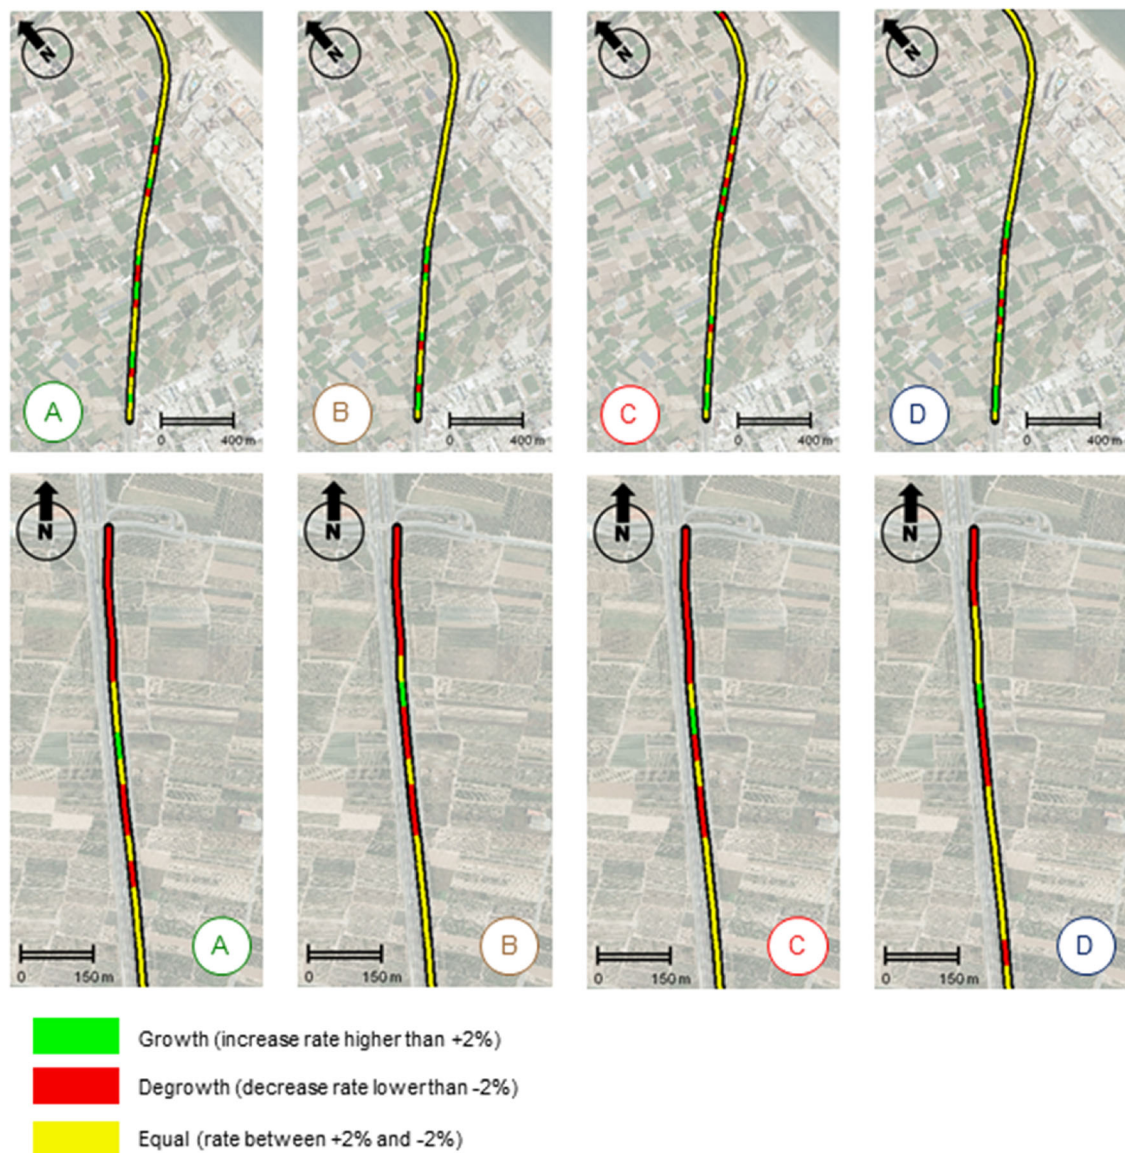 N N N N
A B C D
0 400 m 0 400 m 0 400 m 0 400 m
N N N N
A B C D
0 150 m 0 150 m 0 150 m 0 150 m
Growth (increase rate higher than +2%)
Degrowth (decrease rate lower than -2%)
Equal (rate between +2% and -2%)